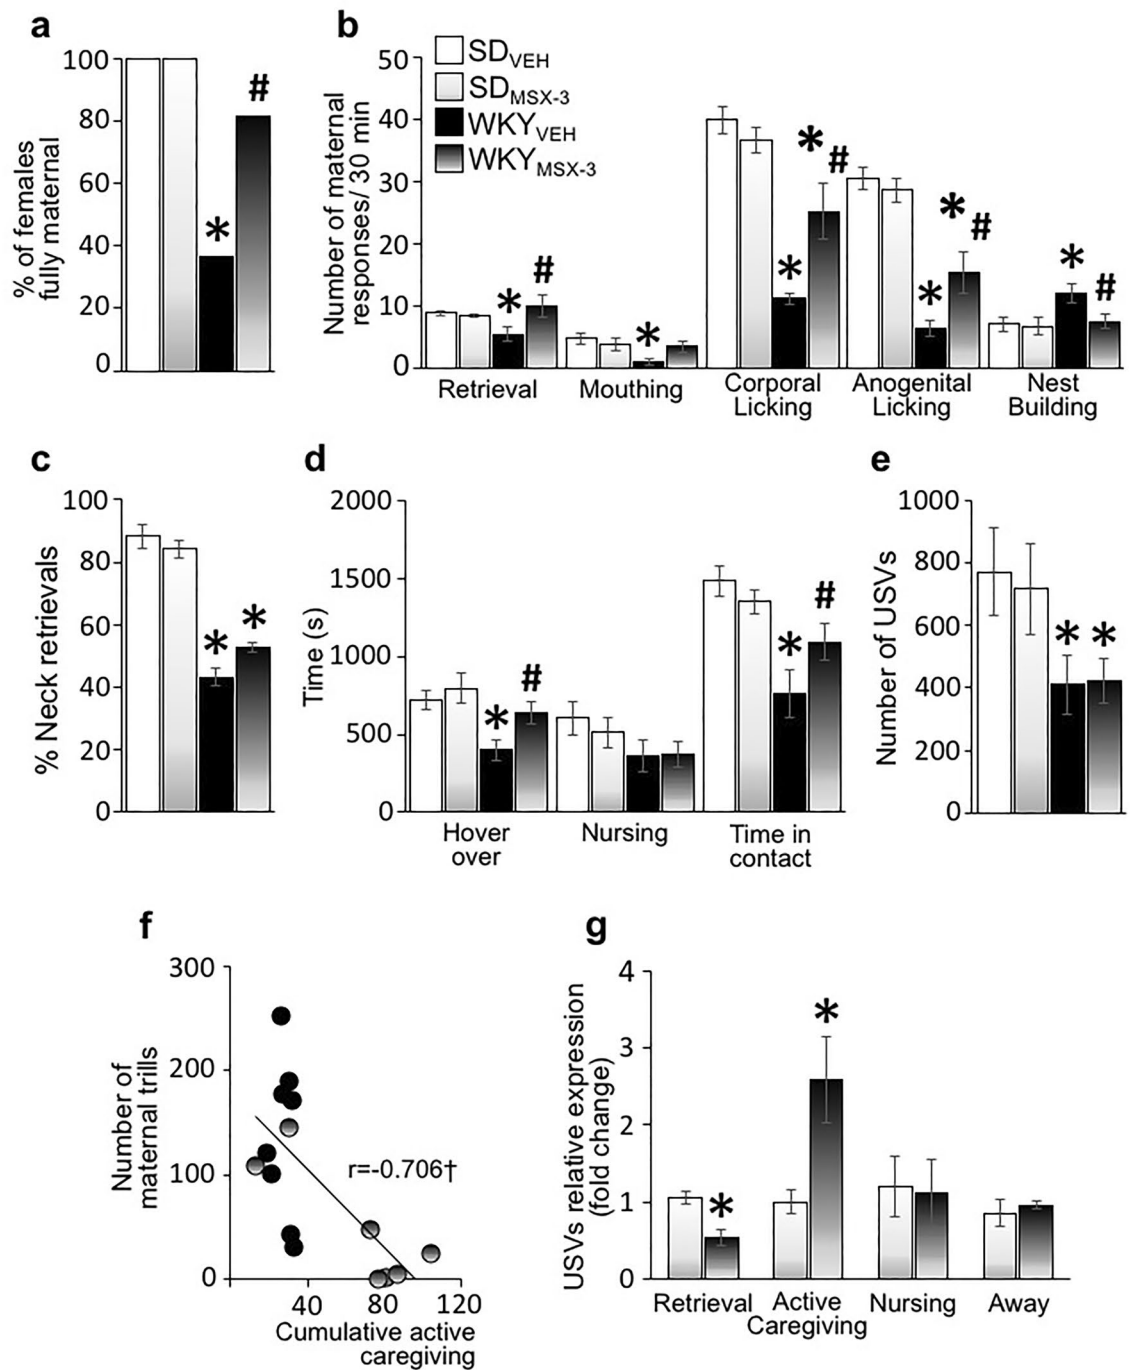 a
% of females
fully maternal
100
80
60
40
20
0
*
#
b
Number of maternal
responses/ 30 min
50
40
30
20
10
0
SDVEH
SDMSX-3
WKYVEH
WKYMSX-3
*
#
*
*
*
#
*
*
#
*
#
Retrieval
Mouthing
Corporal
Licking
Anogenital
Licking
Nest
Building
c
% Neck retrievals
100
80
60
40
20
0
*
*
d
Time (s)
2000
1500
1000
500
0
*
#
*
#
Hover
over
Nursing
Time in
contact
e
Number of USVs
1000
800
600
400
200
0
*
*
f
Number of
maternal trills
300
200
100
0
r=-0.706†
40
80
120
Cumulative active
caregiving
g
USVs relative expression
(fold change)
4
3
2
1
0
*
*
Retrieval
Active
Caregiving
Nursing
Away